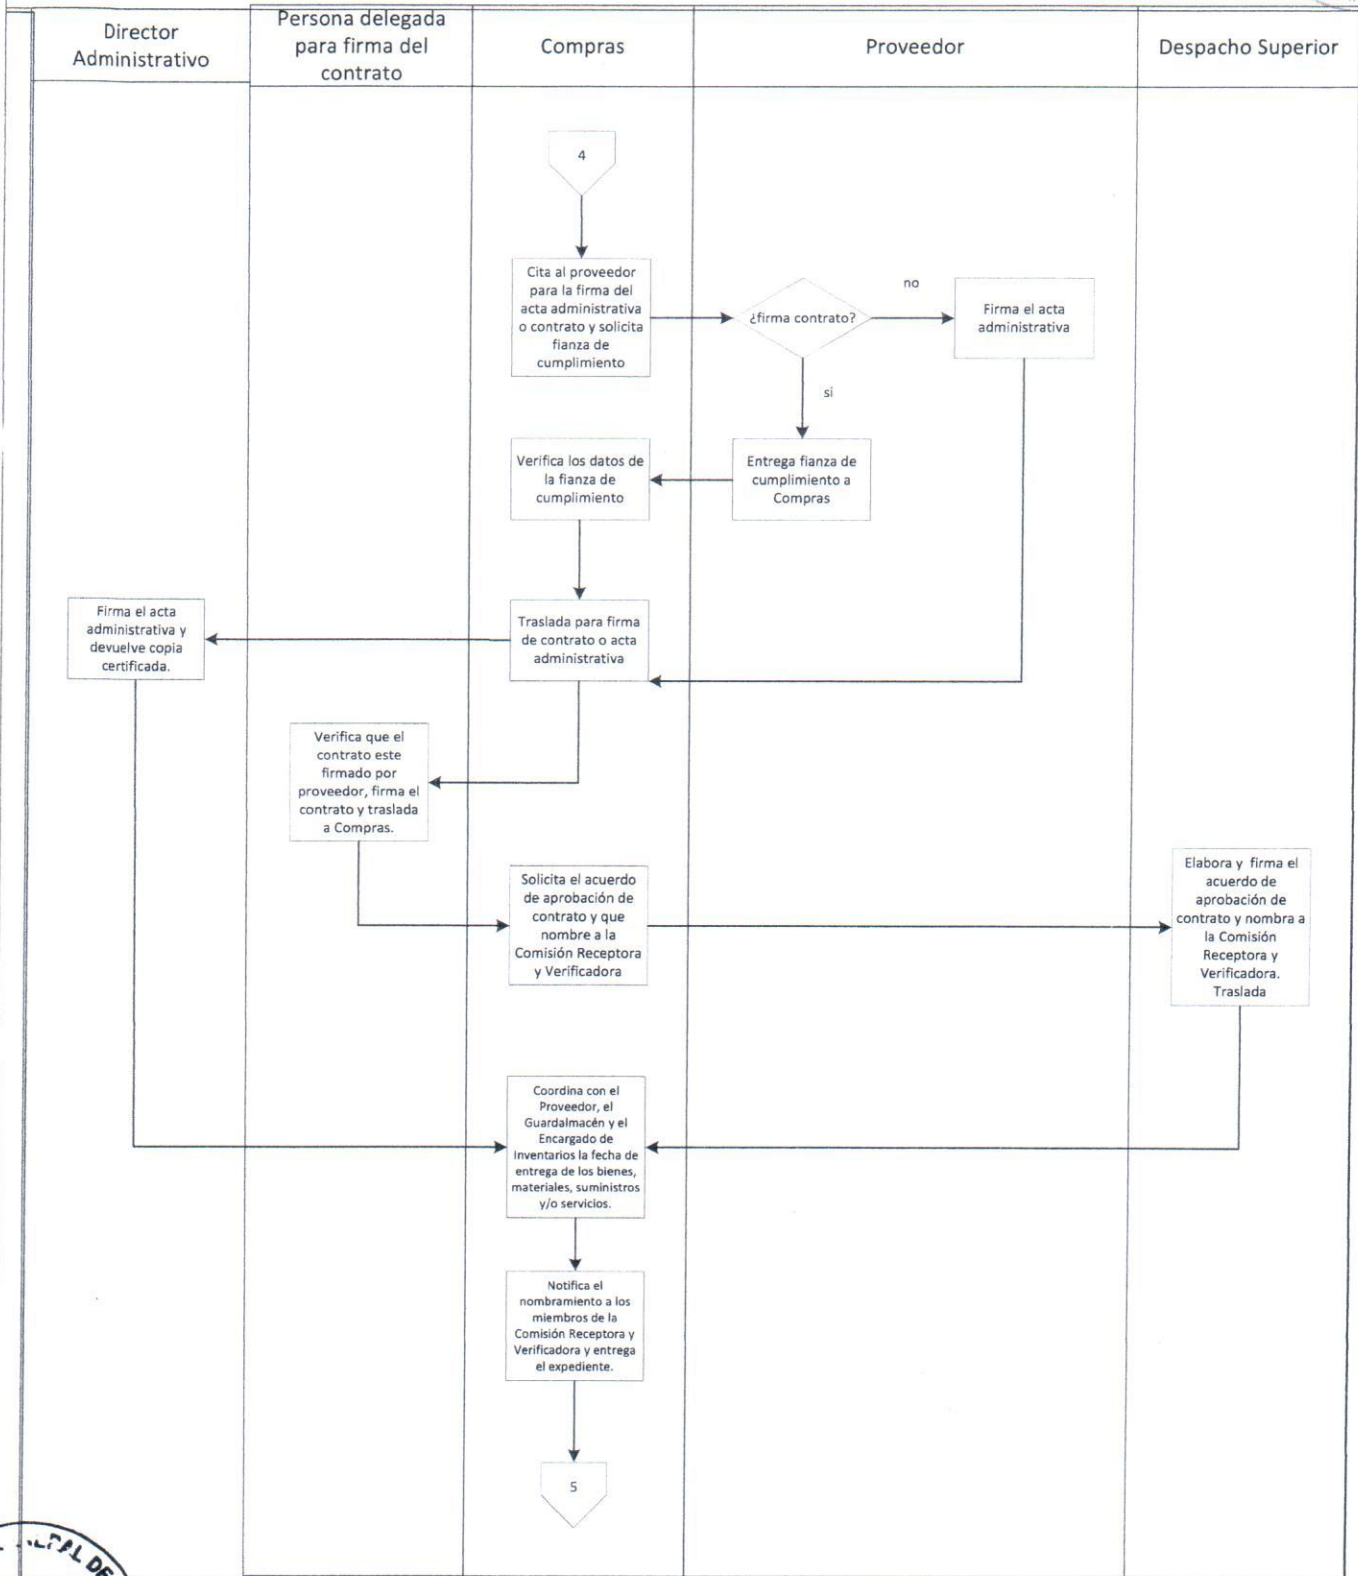 Director
Administrativo
Persona delegada
para firma del
contrato
Compras
Proveedor
Despacho Superior
4
Cita al proveedor
para la firma del
acta administrativa
o contrato y solicita
fianza de
cumplimiento
¿firma contrato?
no
Firma el acta
administrativa
si
Verifica los datos de
la fianza de
cumplimiento
Entrega fianza de
cumplimiento a
Compras
Firma el acta
administrativa y
devuelve copia
certificada.
Traslada para firma
de contrato o acta
administrativa
Verifica que el
contrato este
firmado por
proveedor, firma el
contrato y traslada
a Compras.
Solicita el acuerdo
de aprobación de
contrato y que
nombre a la
Comisión Receptora
y Verificadora
Elabora y firma el
acuerdo de
aprobación de
contrato y nombra a
la Comisión
Receptora y
Verificadora.
Traslada
Coordina con el
Proveedor, el
Guardalmacén y el
Encargado de
Inventarios la fecha de
entrega de los bienes,
materiales, suministros
y/o servicios.
Notifica el
nombramiento a los
miembros de la
Comisión Receptora y
Verificadora y entrega
el expediente.
5
DE